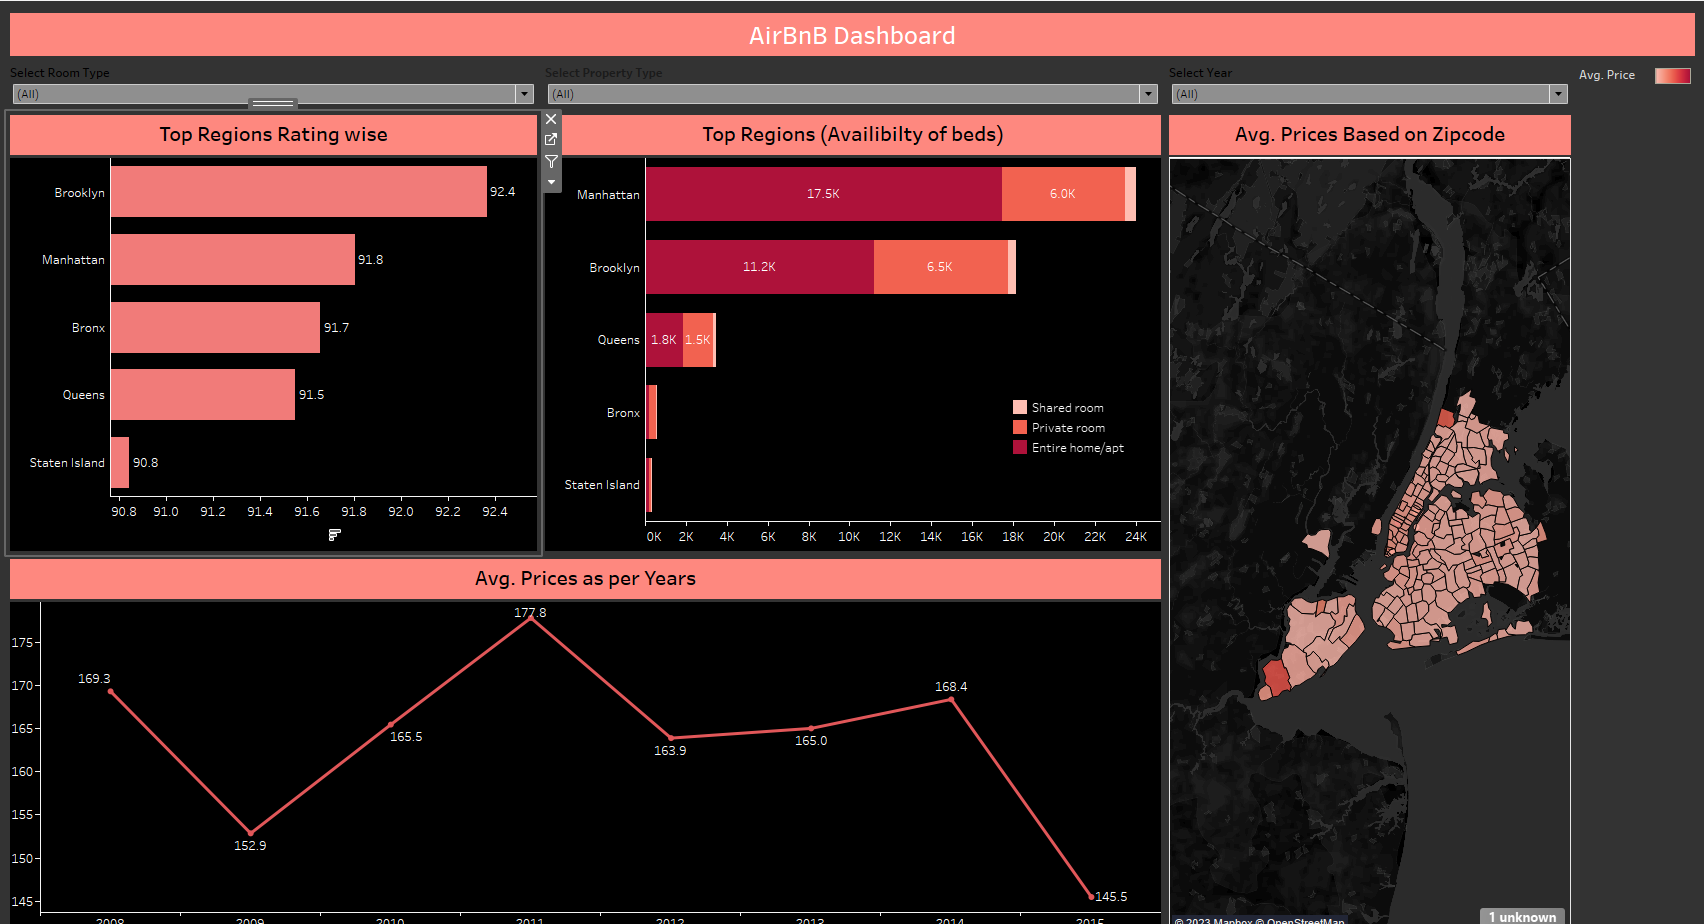 AirBnB Dashboard
Select Room Type
(All)
Select Property Type
(All)
Select Year
(All)
Avg. Price
Top Regions Rating wise
Brooklyn
92.4
Manhattan
91.8
Bronx
91.7
Queens
91.5
Staten Island
90.8
90.8 91.0 91.2 91.4 91.6 91.8 92.0 92.2 92.4
Top Regions (Availibilty of beds)
Manhattan
17.5K
6.0K
Brooklyn
11.2K
6.5K
Queens
1.8K
1.5K
Bronx
Staten Island
Shared room
Private room
Entire home/apt
0K 2K 4K 6K 8K 10K 12K 14K 16K 18K 20K 22K 24K
Avg. Prices Based on Zipcode
© 2023 Mapbox © OpenStreetMap
1 unknown
Avg. Prices as per Years
175
170
165
160
155
150
145
169.3
152.9
165.5
177.8
163.9
165.0
168.4
145.5
2008 2009 2010 2011 2012 2013 2014 2015